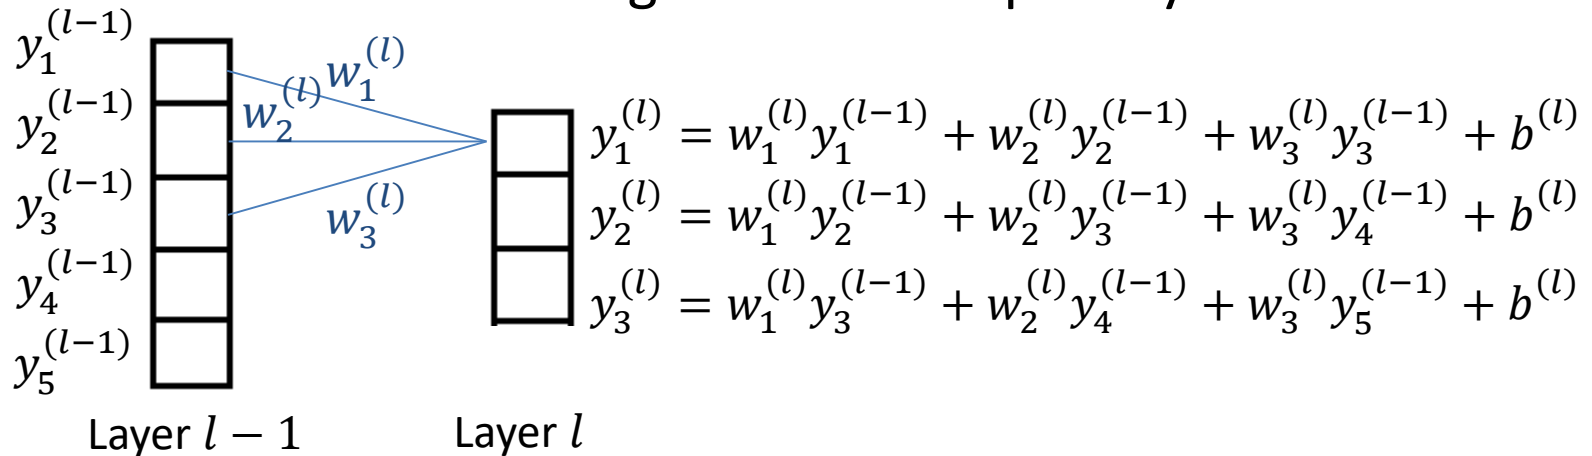 y_1^{(l-1)}
y_2^{(l-1)}
y_3^{(l-1)}
y_4^{(l-1)}
y_5^{(l-1)}
w_1^{(l)}
w_2^{(l)}
w_3^{(l)}
y_1^{(l)} = w_1^{(l)} y_1^{(l-1)} + w_2^{(l)} y_2^{(l-1)} + w_3^{(l)} y_3^{(l-1)} + b^{(l)}
y_2^{(l)} = w_1^{(l)} y_2^{(l-1)} + w_2^{(l)} y_3^{(l-1)} + w_3^{(l)} y_4^{(l-1)} + b^{(l)}
y_3^{(l)} = w_1^{(l)} y_3^{(l-1)} + w_2^{(l)} y_4^{(l-1)} + w_3^{(l)} y_5^{(l-1)} + b^{(l)}
Layer l − 1
Layer l